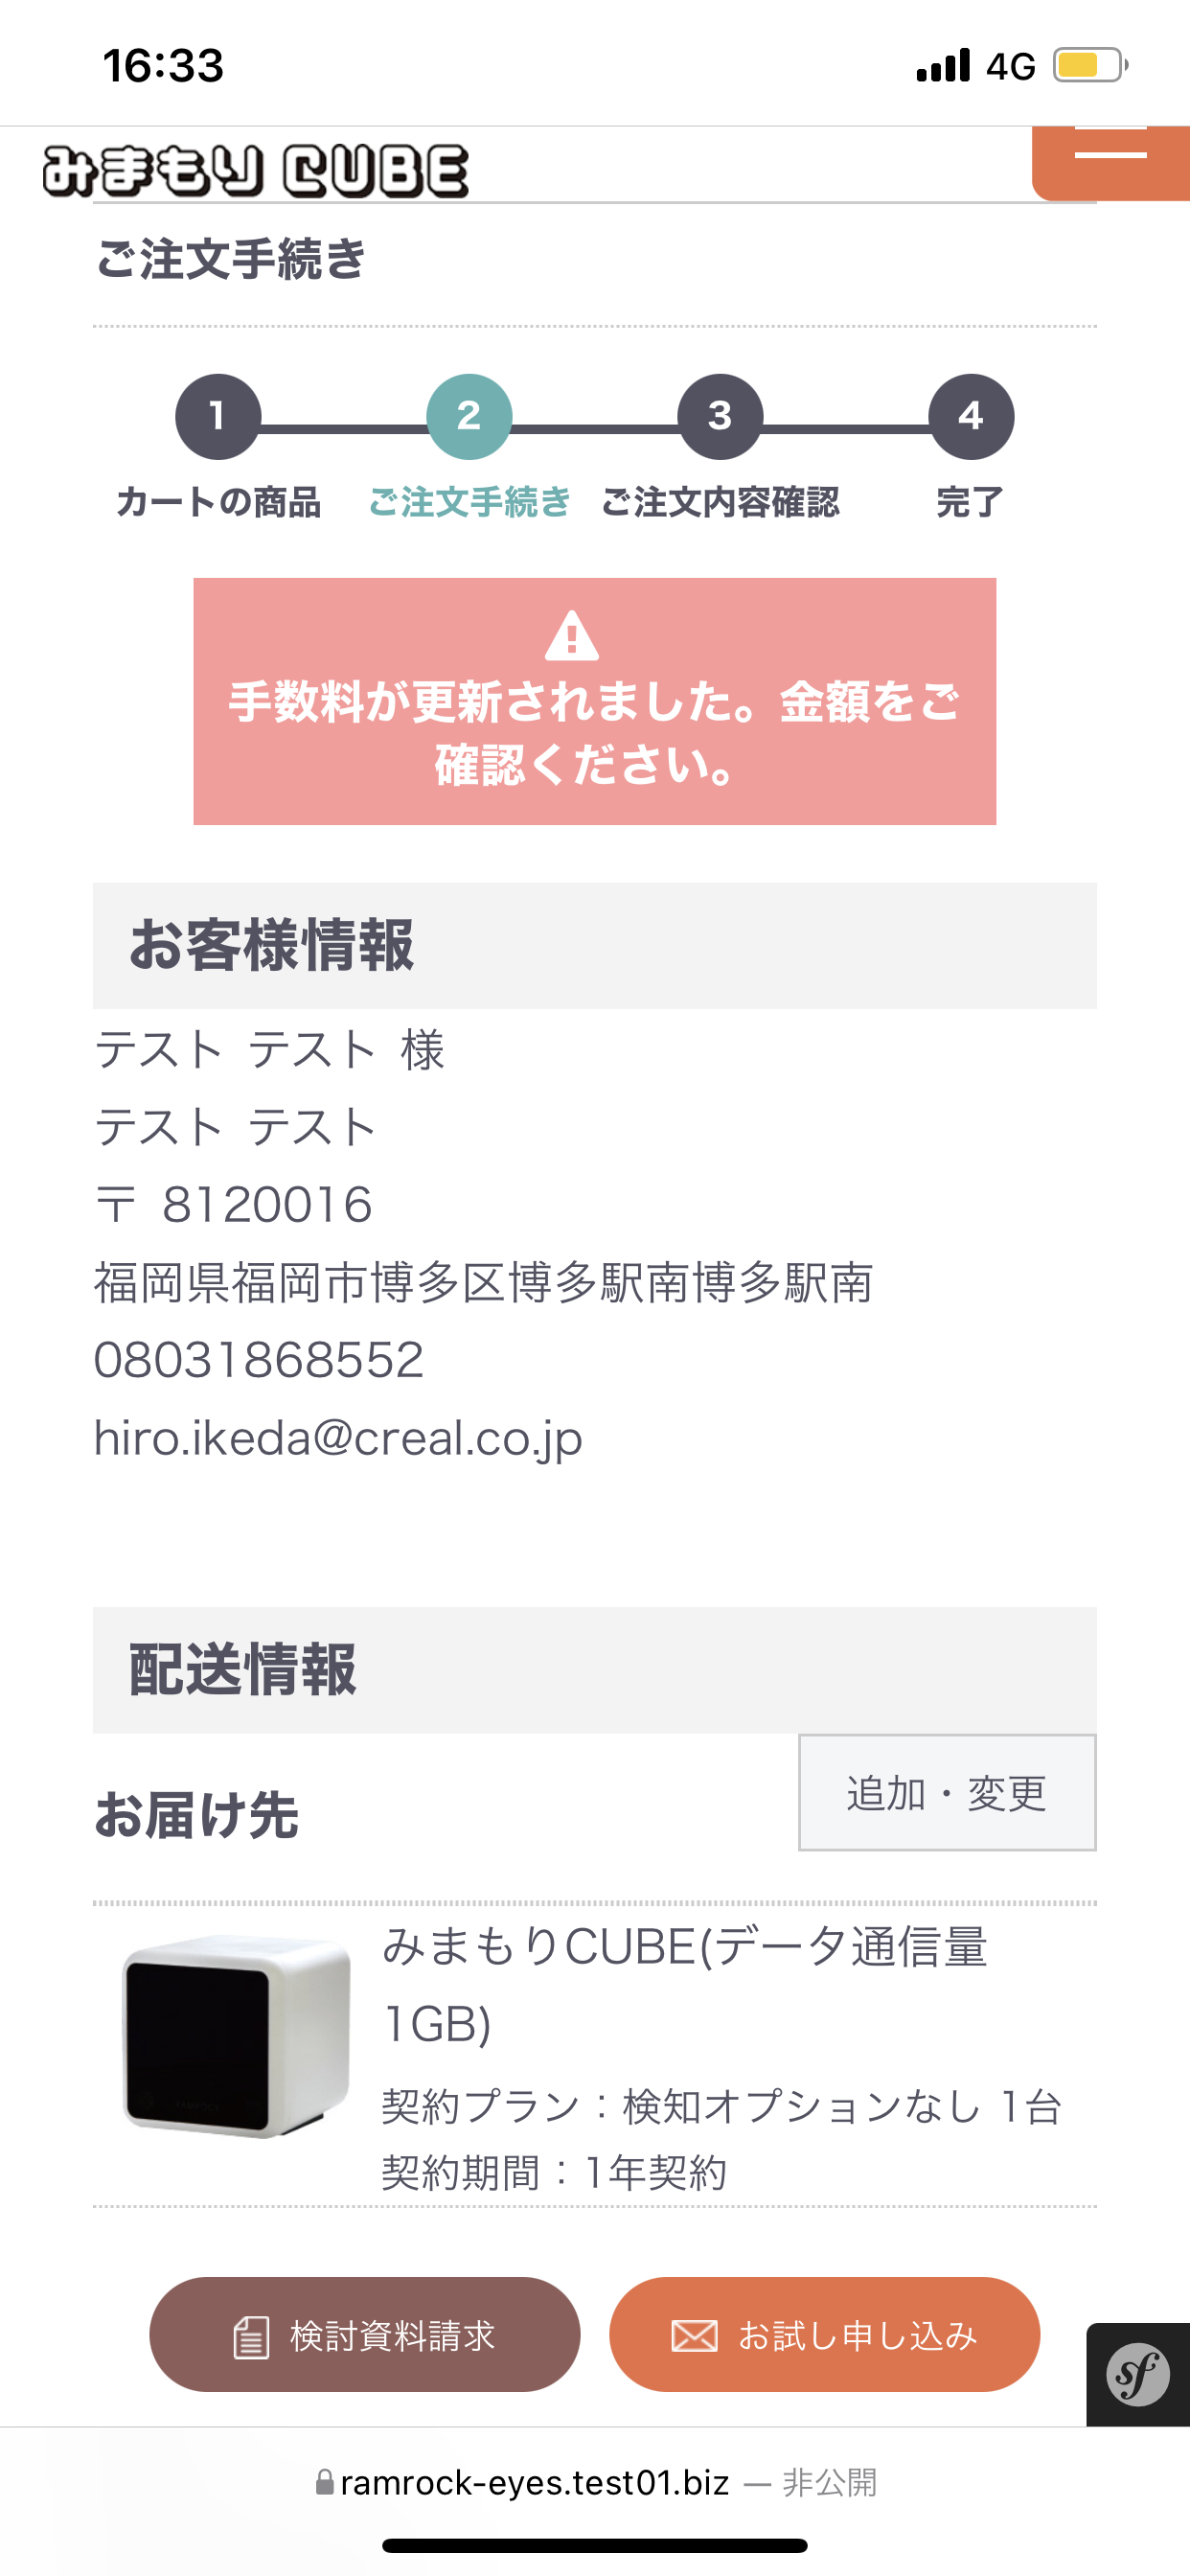 16:33
4G
みまもり CUBE
ご注文手続き
1
2
3
4
カートの商品
ご注文手続き
ご注文内容確認
完了
手数料が更新されました。金額をご
確認ください。
お客様情報
テスト テスト 様
テスト テスト
〒 8120016
福岡県福岡市博多区博多駅南博多駅南
08031868552
hiro.ikeda@creal.co.jp
配送情報
お届け先
追加・変更
みまもりCUBE(データ通信量
1GB)
契約プラン：検知オプションなし 1台
契約期間：1年契約
検討資料請求
お試し申し込み
sf
ramrock-eyes.test01.biz — 非公開